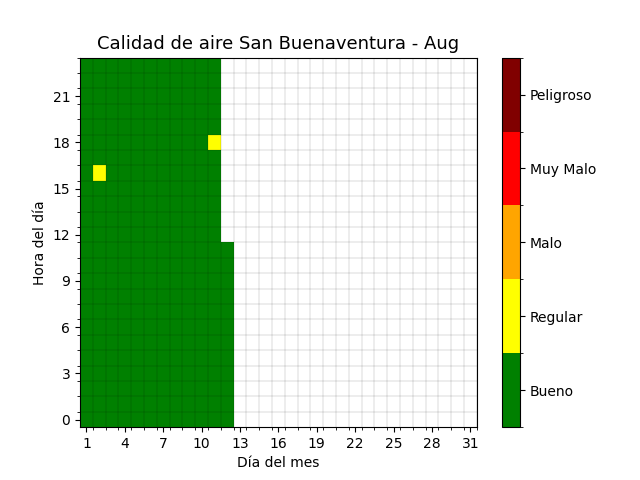 Calidad de aire San Buenaventura - Aug
Hora del día
21
18
15
12
9
6
3
0
1 4 7 10 13 16 19 22 25 28 31
Día del mes
Peligroso
Muy Malo
Malo
Regular
Bueno